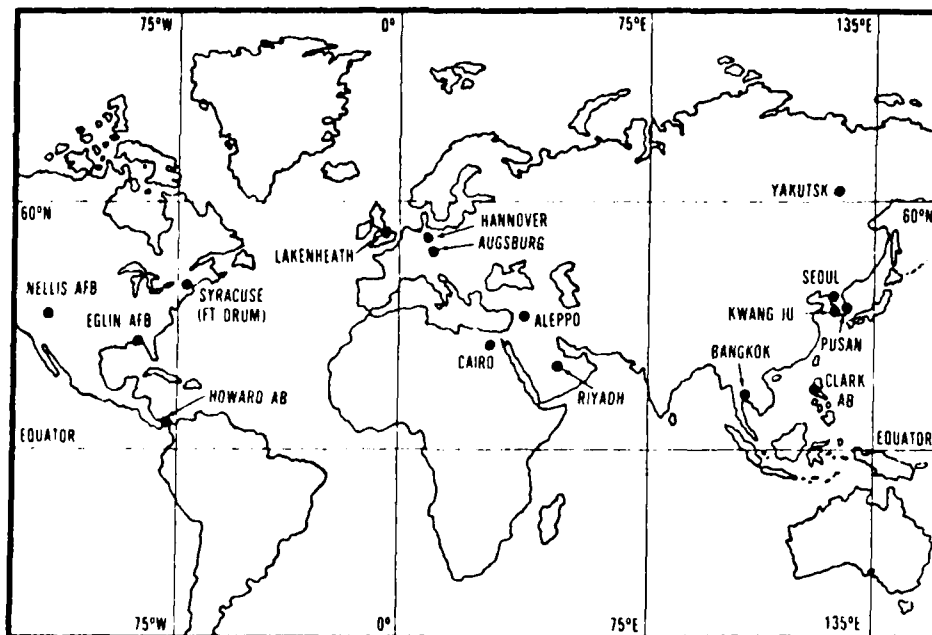 75°W
0°
75°E
135°E
YAKUTSK
60°N
60°N
HANNOVER
AUGSBURG
LAKENHEATH
NELLIS AFB
SYRACUSE
(FT DRUM)
EGLIN AFB
SEOUL
KWANG JU
PUSAN
ALEPPO
CAIRO
BANGKOK
RIYADH
CLARK
AB
HOWARD AB
EQUATOR
EQUATOR
75°W
0°
75°E
135°E